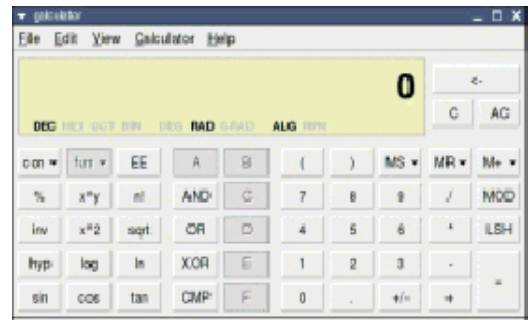 galculator
File Edit View Calculator Help
0
<-
DEG HEX OCT BIN DEG RAD GRAD ALG RPN
C AC
con fun EE A B ( ) MS MR M+
% x^y n! AND C 7 8 9 / MOD
inv x^2 sqrt OR D 4 5 6 * LSH
hyp log ln XOR E 1 2 3 -
=
sin cos tan CMP F 0 . +/= +